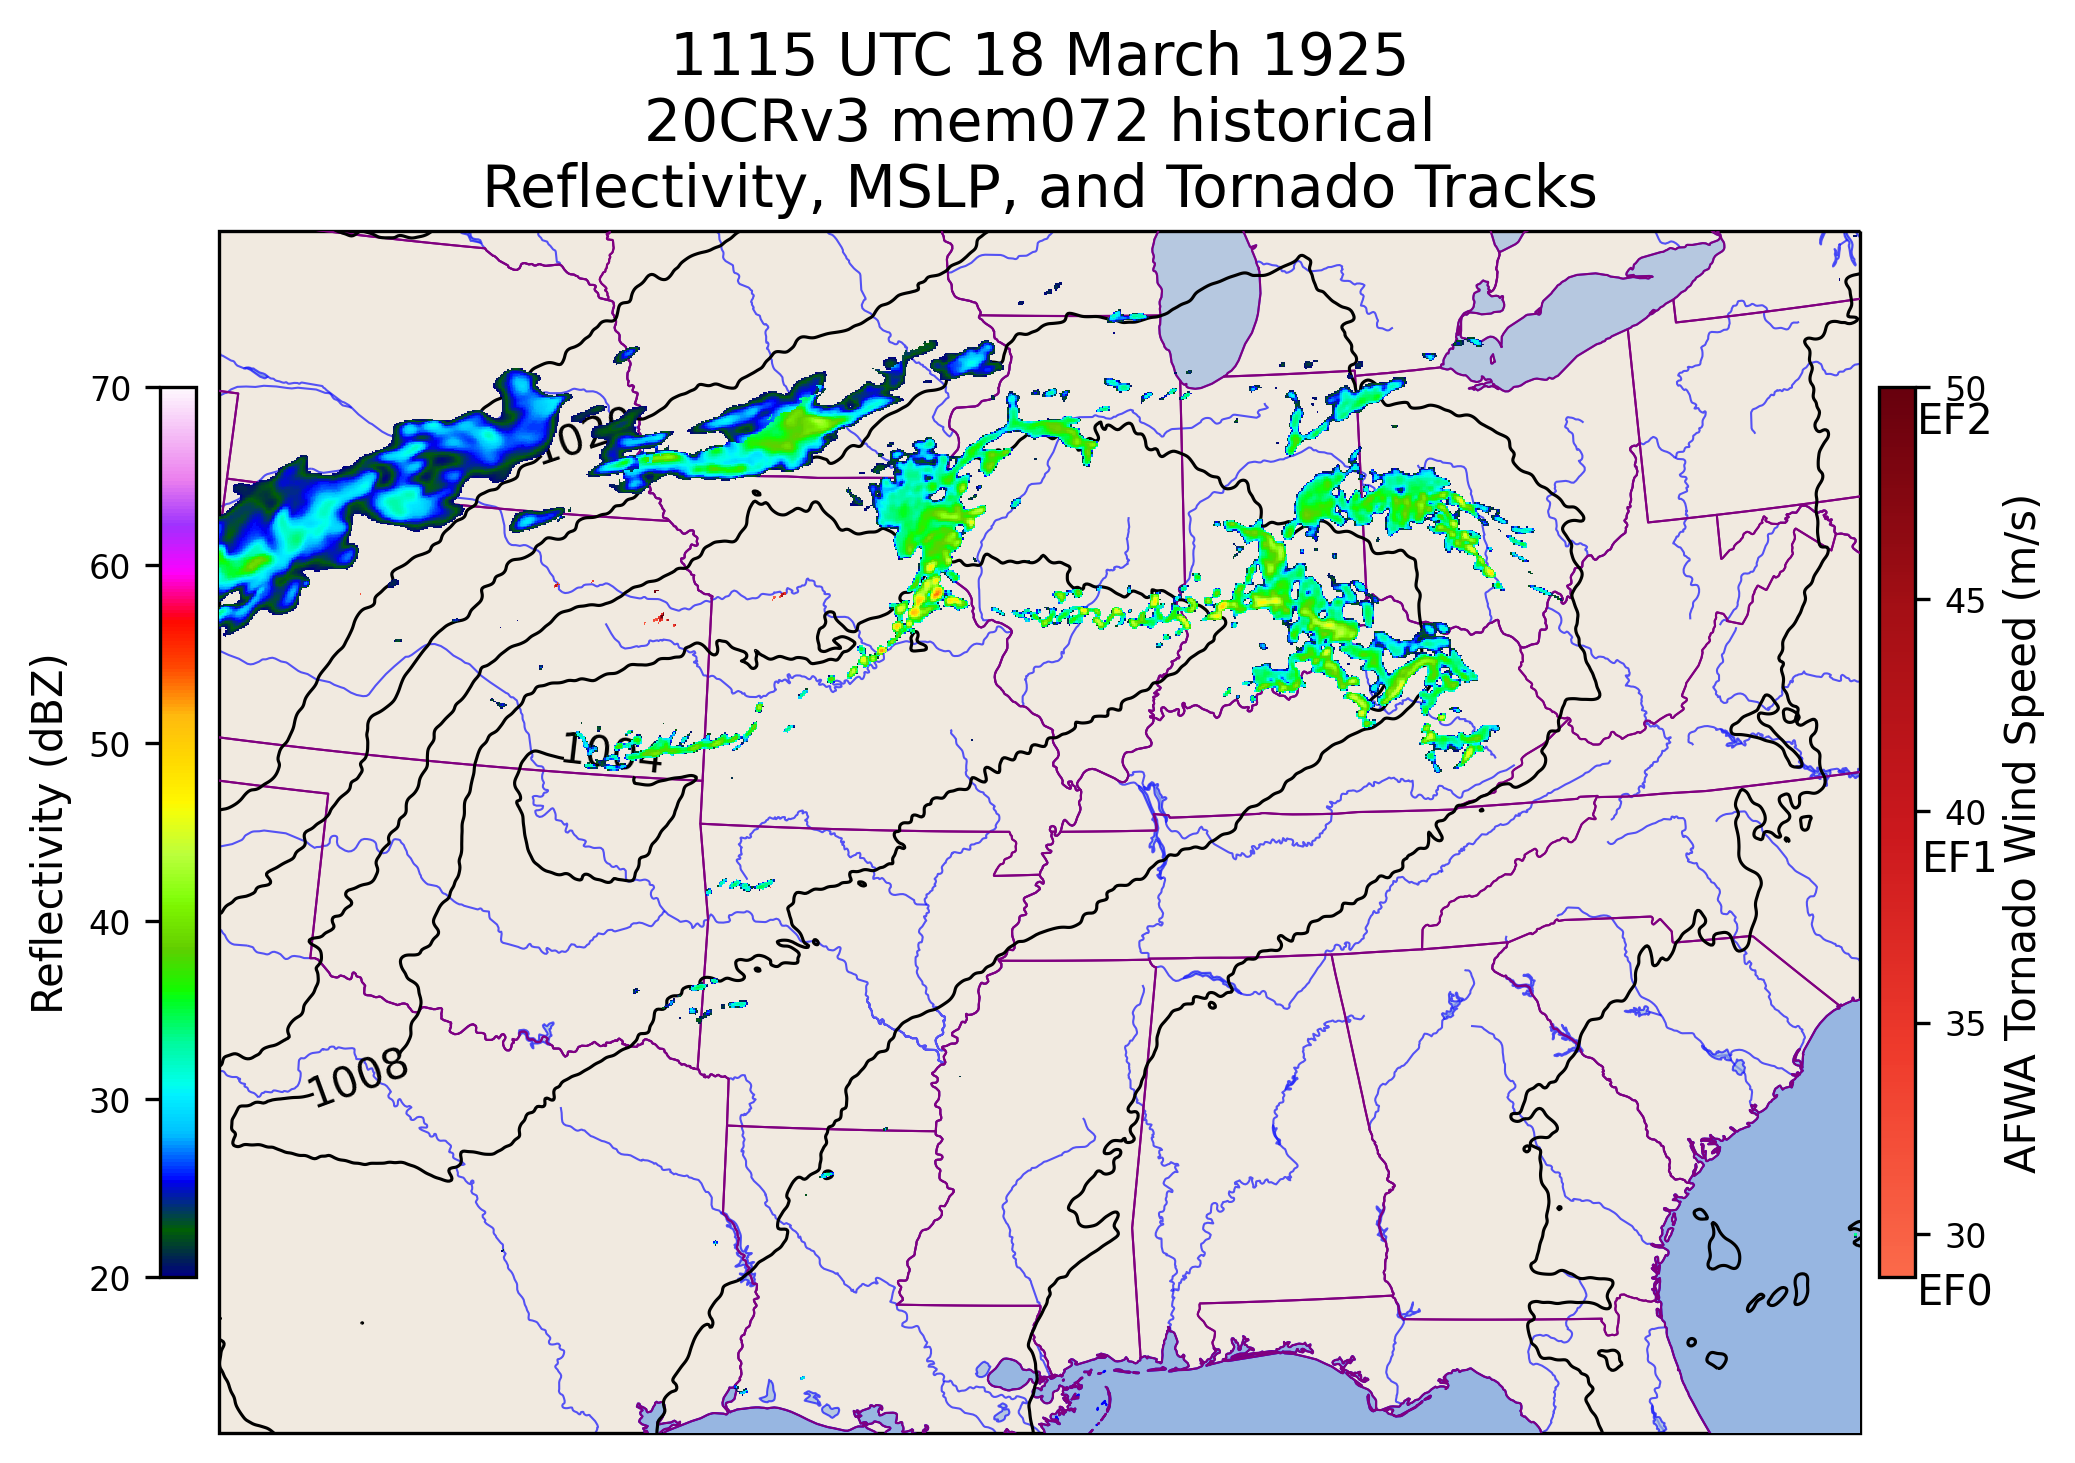 1115 UTC 18 March 1925
20CRv3 mem072 historical
Reflectivity, MSLP, and Tornado Tracks
Reflectivity (dBZ)
70
60
50
40
30
20
1004
1008
50
EF2
45
40
EF1
35
30
EF0
AFWA Tornado Wind Speed (m/s)